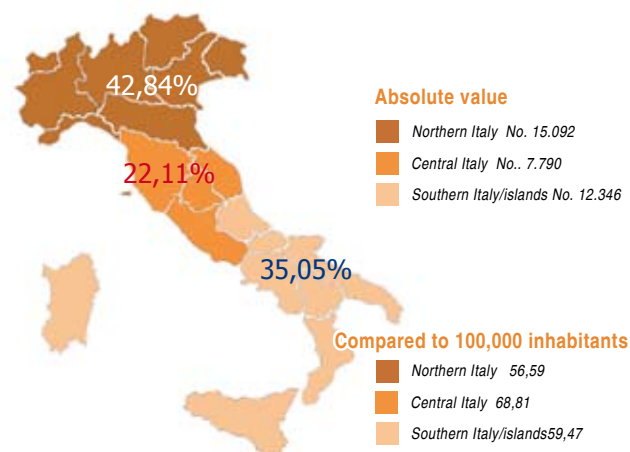 42,84%
22,11%
35,05%
Absolute value
Northern Italy No. 15.092
Central Italy No.. 7.790
Southern Italy/islands No. 12.346
Compared to 100,000 inhabitants
Northern Italy 56,59
Central Italy 68,81
Southern Italy/islands59,47